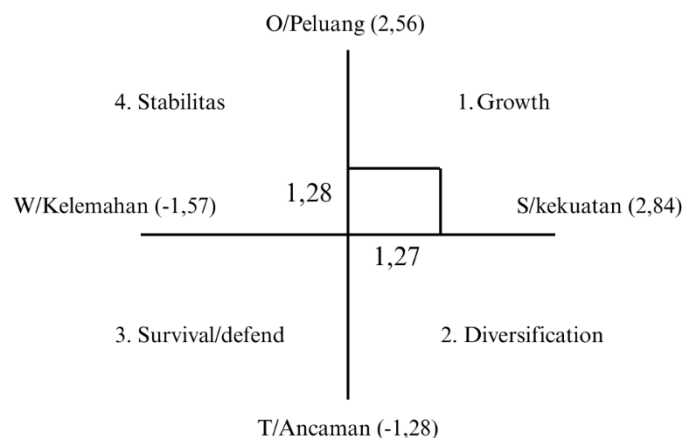 O/Peluang (2,56)
4. Stabilitas
1. Growth
W/Kelemahan (-1,57)
1,28
S/kekuatan (2,84)
1,27
3. Survival/defend
2. Diversification
T/Ancaman (-1,28)